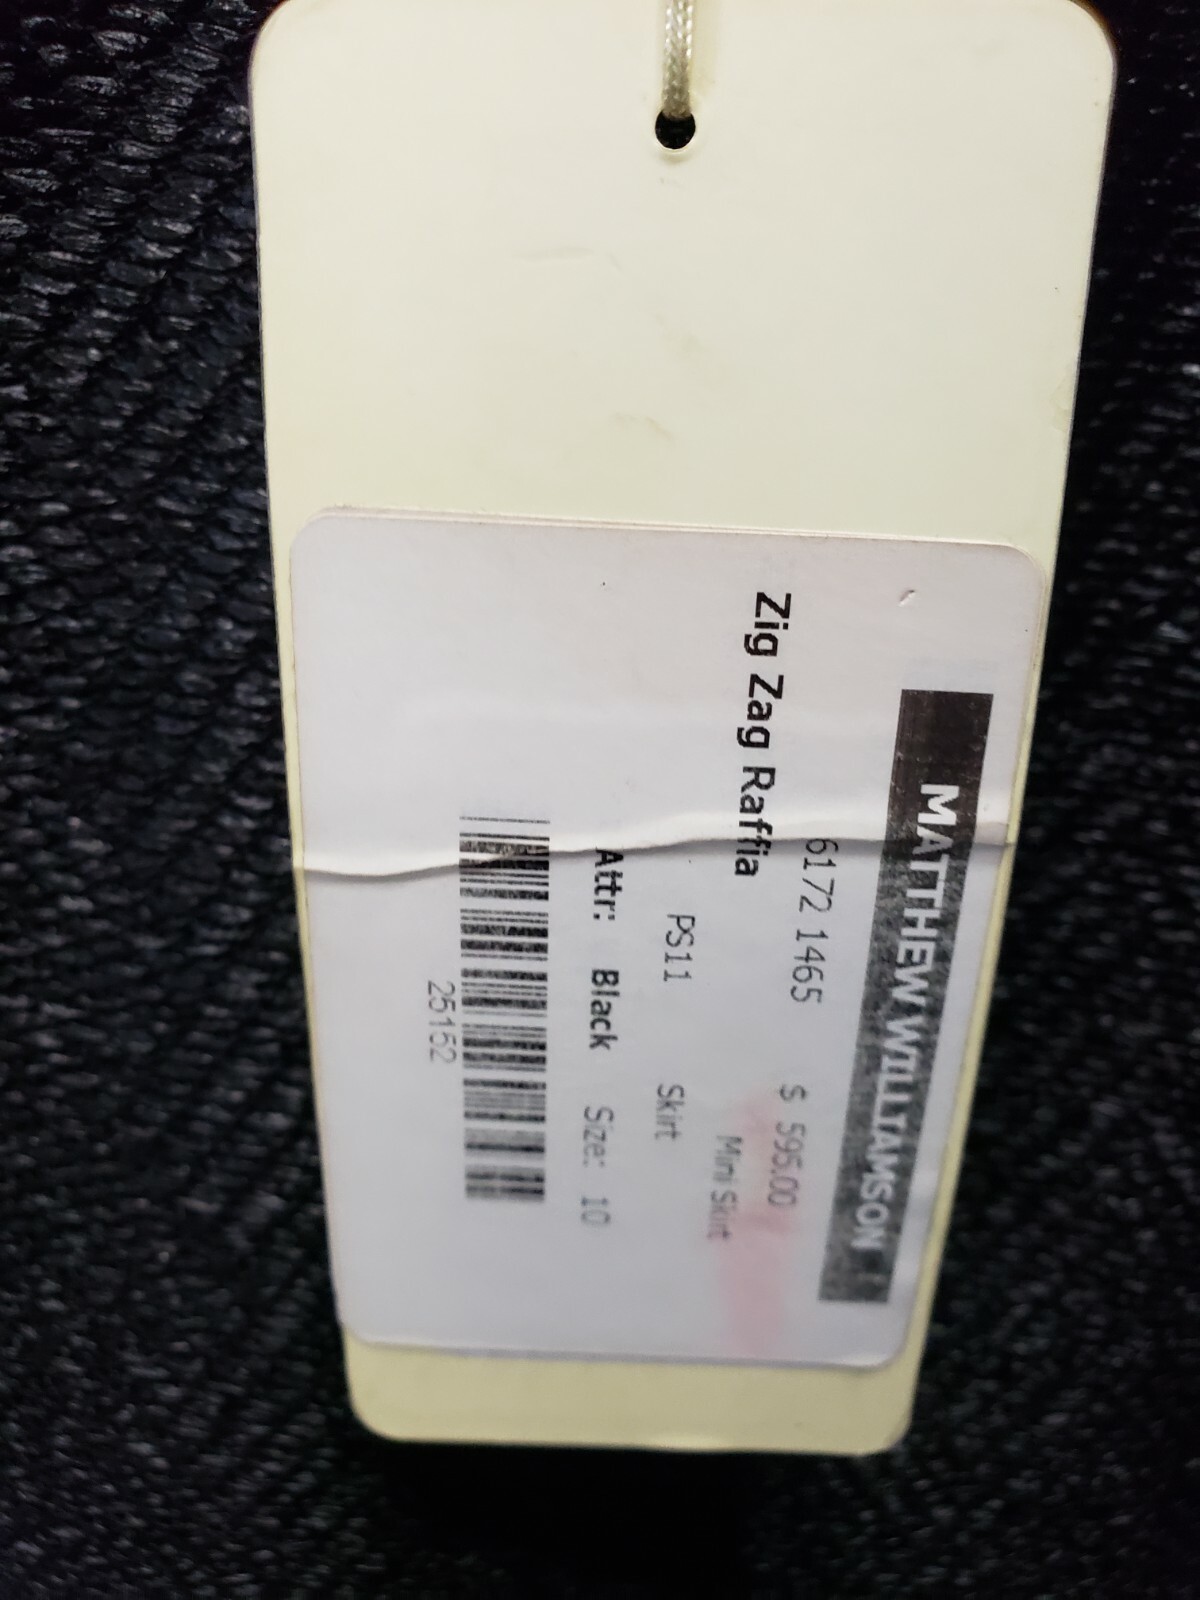 MATTHEW WILLIAMSON
6172 1465 $ 595.00
Zig Zag Raffia Mini Skirt
PS11 Skirt
Attr: Black Size: 10
25152